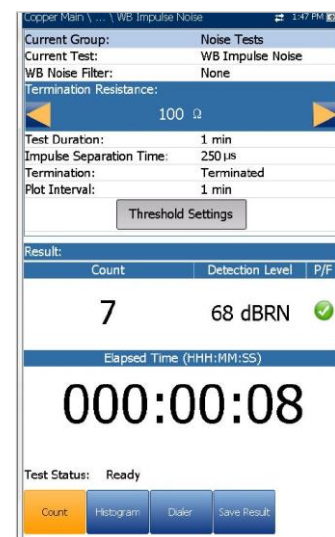 Copper Main \ ... \ WB Impulse Noise 1:47 PM
Current Group: Noise Tests
Current Test: WB Impulse Noise
WB Noise Filter: None
Termination Resistance:
100 Ω
Test Duration: 1 min
Impulse Separation Time: 250 µs
Termination: Terminated
Plot Interval: 1 min
Threshold Settings
Result:
Count Detection Level P/F
7 68 dBRN
Elapsed Time (HHH:MM:SS)
000:00:08
Test Status: Ready
Count Histogram Dialer Save Result